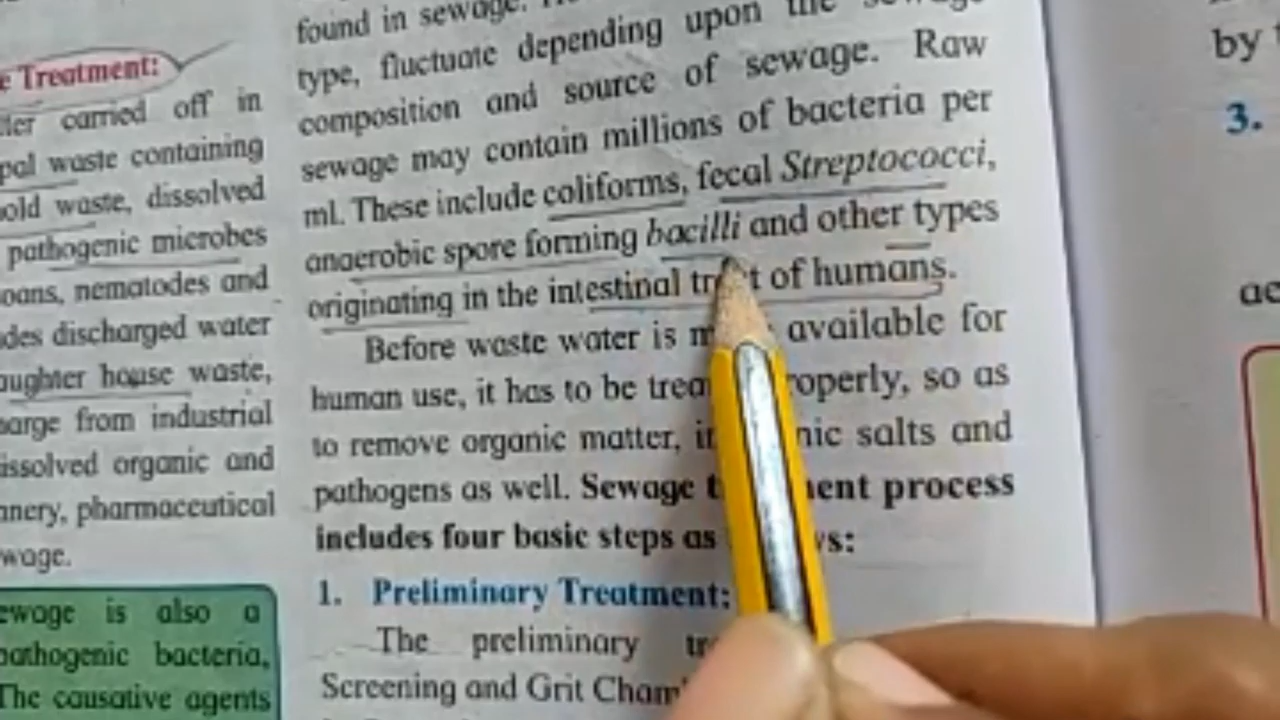 e Treatment:
carried off in
pal waste containing
old waste, dissolved
pathogenic microbes
oans, nematodes and
des discharged water
aughter house waste,
arge from industrial
issolved organic and
nery, pharmaceutical
wage.
ewage is also a
pathogenic bacteria,
The causative agents
found in sewage.
type, fluctuate depending upon the sewage
composition and source of sewage. Raw
sewage may contain millions of bacteria per
ml. These include coliforms, fecal Streptococci,
anaerobic spore forming bacilli and other types
originating in the intestinal tr t of humans.
Before waste water is m available for
human use, it has to be trea roperly, so as
to remove organic matter, in nic salts and
pathogens as well. Sewage t ment process
includes four basic steps as ws:
1. Preliminary Treatment:
The preliminary tr
Screening and Grit Cham
by
3.
ac